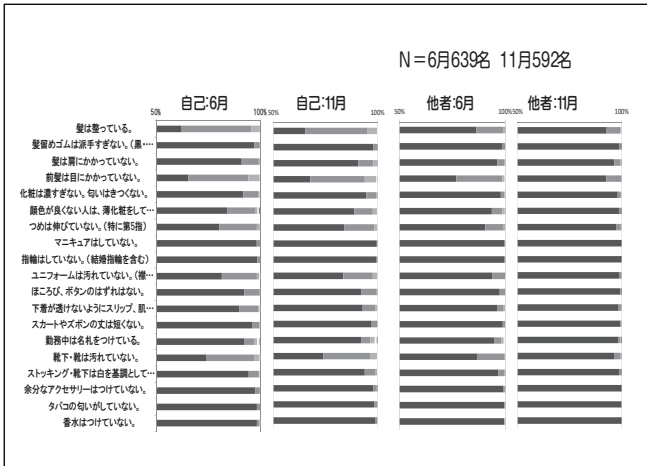 N＝6月639名 11月592名
自己:6月 自己:11月 他者:6月 他者:11月
50% 100% 50% 100% 50% 100% 50% 100%
髪は整っている。
髪留めゴムは派手すぎない。（黒・…
髪は肩にかかっていない。
前髪は目にかかっていない。
化粧は濃すぎない。匂いはきつくない。
顔色が良くない人は、薄化粧をして…
つめは伸びていない。（特に第5指）
マニキュアはしていない。
指輪はしていない。（結婚指輪を含む）
ユニフォームは汚れていない。（襟…
ほころび、ボタンのはずれはない。
下着が透けないようにスリップ、肌…
スカートやズボンの丈は短くない。
勤務中は名札をつけている。
靴下・靴は汚れていない。
ストッキング・靴下は白を基調として…
余分なアクセサリーはつけていない。
タバコの匂いがしていない。
香水はつけていない。